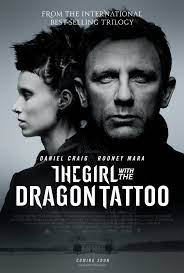 FROM THE INTERNATIONAL
BEST-SELLING TRILOGY
DANIEL CRAIG ROONEY MARA
THE GIRL WITH THE
DRAGON TATTOO
COMING SOON